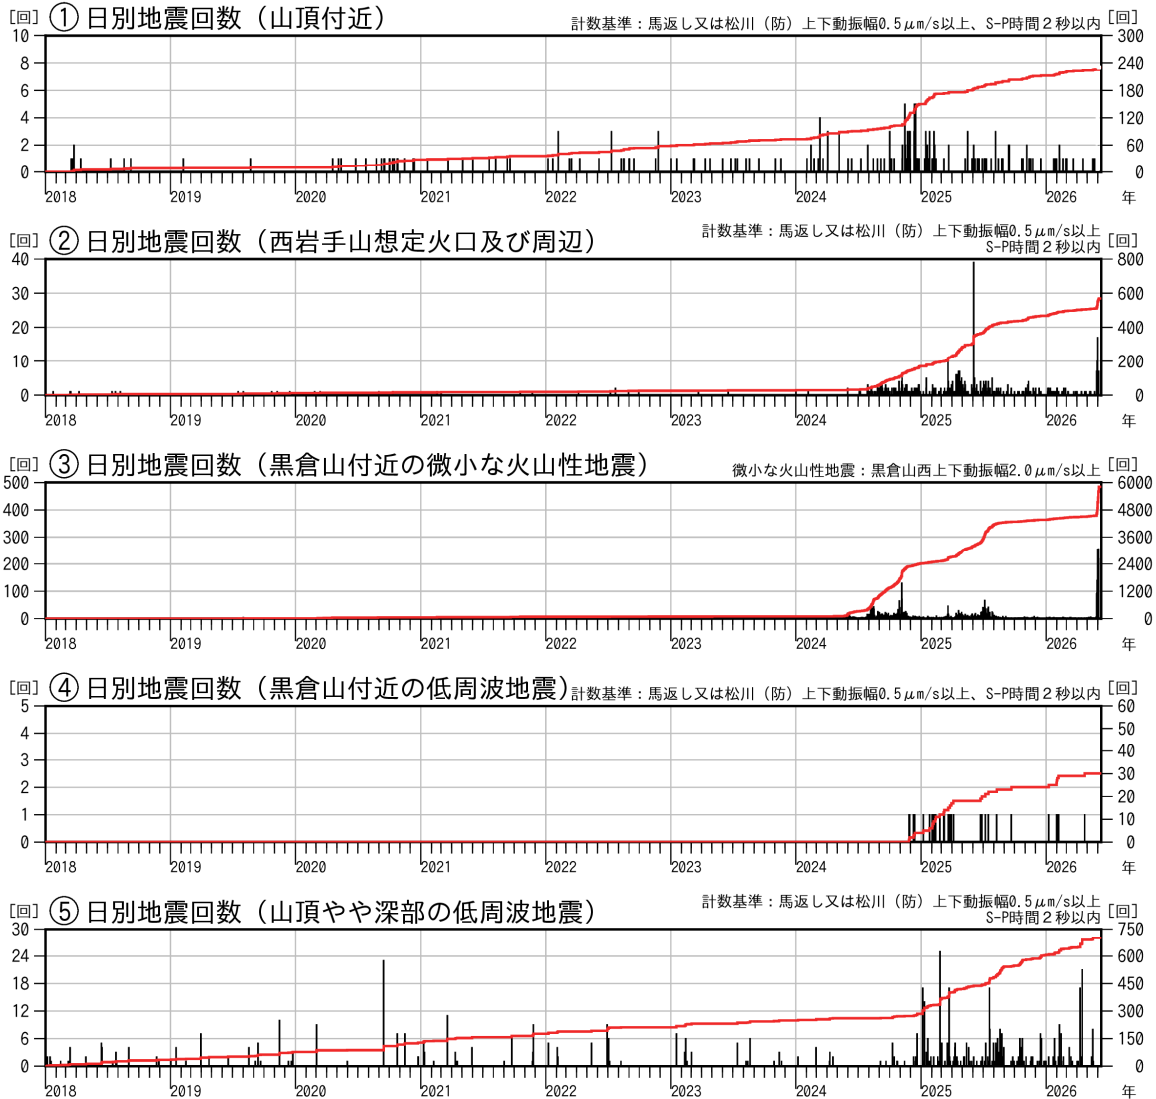 [回] ① 日別地震回数（山頂付近） 計数基準：馬返し又は松川（防）上下動振幅0.5μm/s以上、S-P時間２秒以内 [回]
10 300
8 240
6 180
4 120
2 60
0 0
2018 2019 2020 2021 2022 2023 2024 2025 2026 年
計数基準：馬返し又は松川（防）上下動振幅0.5μm/s以上
[回] ② 日別地震回数（西岩手山想定火口及び周辺） S-P時間２秒以内 [回]
40 800
30 600
20 400
10 200
0 0
2018 2019 2020 2021 2022 2023 2024 2025 2026 年
[回] ③ 日別地震回数（黒倉山付近の微小な火山性地震） 微小な火山性地震：黒倉山西上下動振幅2.0μm/s以上 [回]
500 6000
400 4800
300 3600
200 2400
100 1200
0 0
2018 2019 2020 2021 2022 2023 2024 2025 2026 年
[回] ④ 日別地震回数（黒倉山付近の低周波地震） 計数基準：馬返し又は松川（防）上下動振幅0.5μm/s以上、S-P時間２秒以内 [回]
5 60
50
4
40
3
30
2
20
1
10
0 0
2018 2019 2020 2021 2022 2023 2024 2025 2026 年
計数基準：馬返し又は松川（防）上下動振幅0.5μm/s以上
[回] ⑤ 日別地震回数（山頂やや深部の低周波地震） S-P時間２秒以内 [回]
30 750
24 600
18 450
12 300
6 150
0 0
2018 2019 2020 2021 2022 2023 2024 2025 2026 年